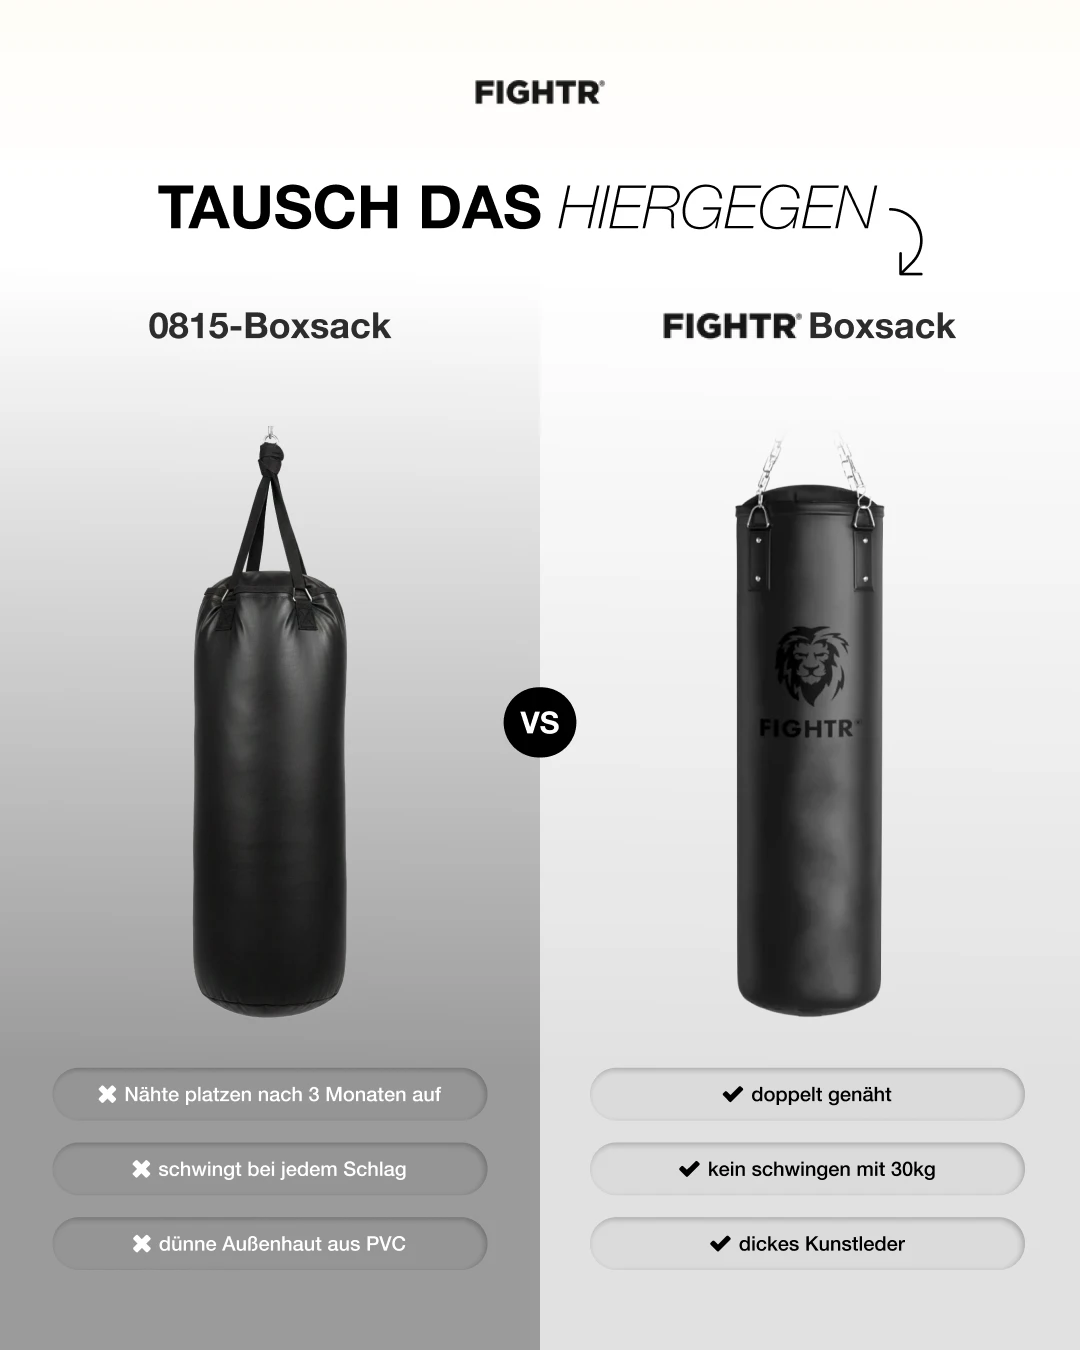 FIGHTR®
TAUSCH DAS HIERGEGEN
0815-Boxsack
FIGHTR® Boxsack
FIGHTR®
VS
Nähte platzen nach 3 Monaten auf
doppelt genäht
schwingt bei jedem Schlag
kein schwingen mit 30kg
dünne Außenhaut aus PVC
dickes Kunstleder